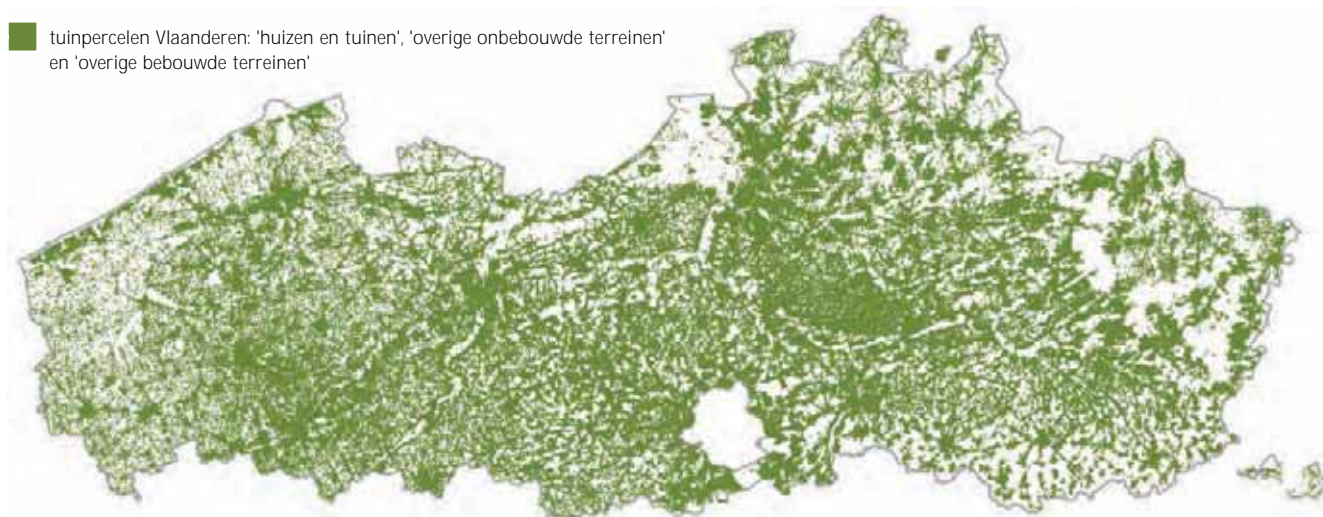 tuinpercelen Vlaanderen: 'huizen en tuinen', 'overige onbebouwde terreinen'
en 'overige bebouwde terreinen'